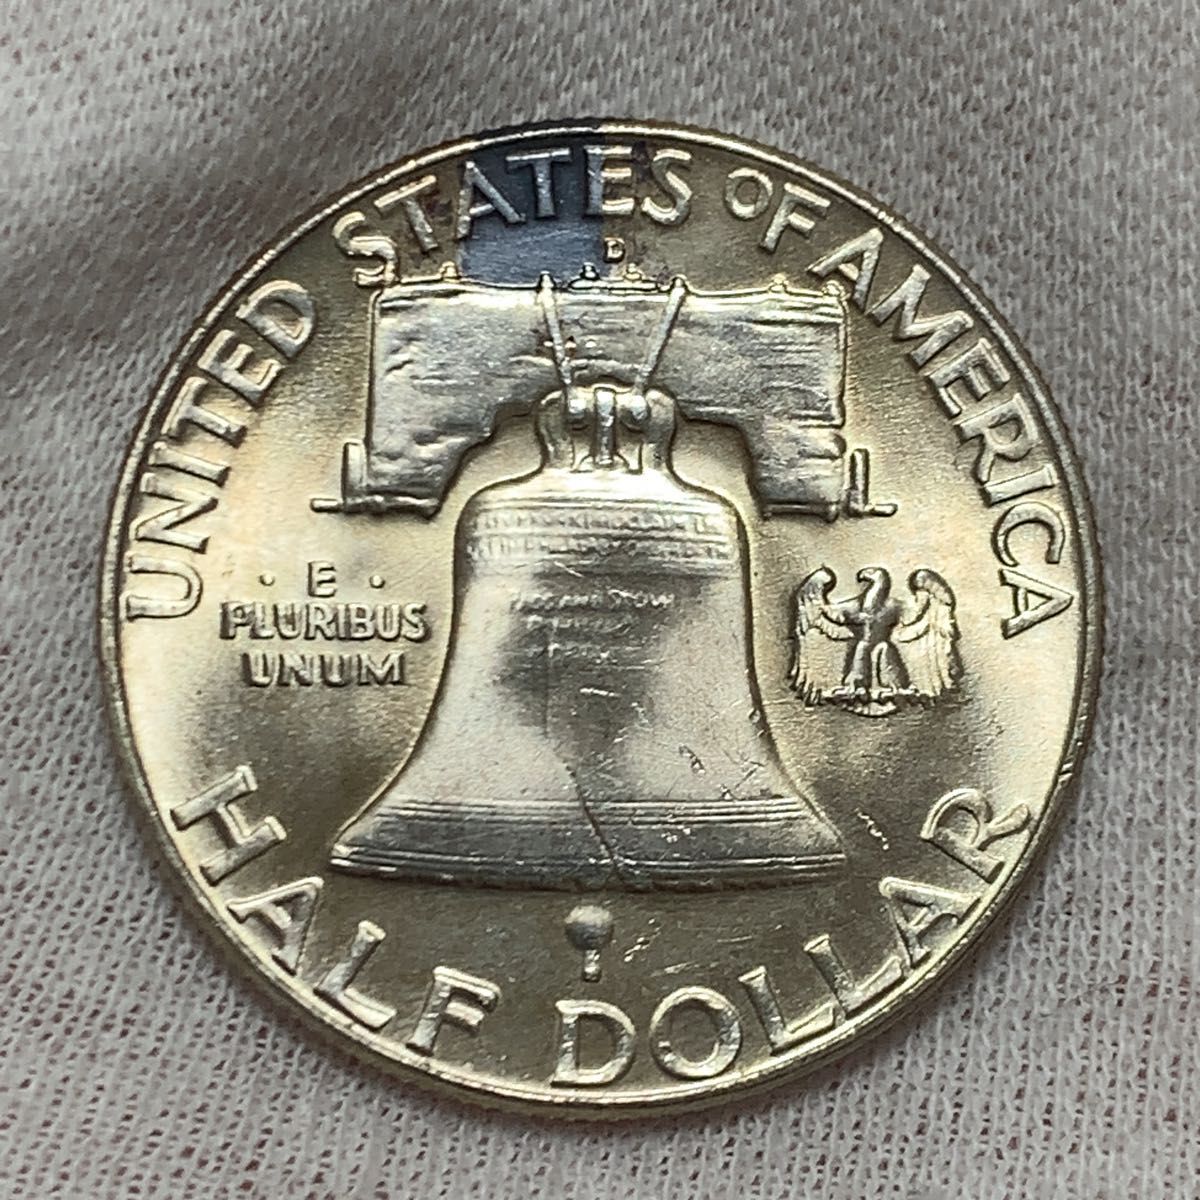 UNITED STATES OF AMERICA
D
· E ·
PLURIBUS
UNUM
HALF DOLLAR